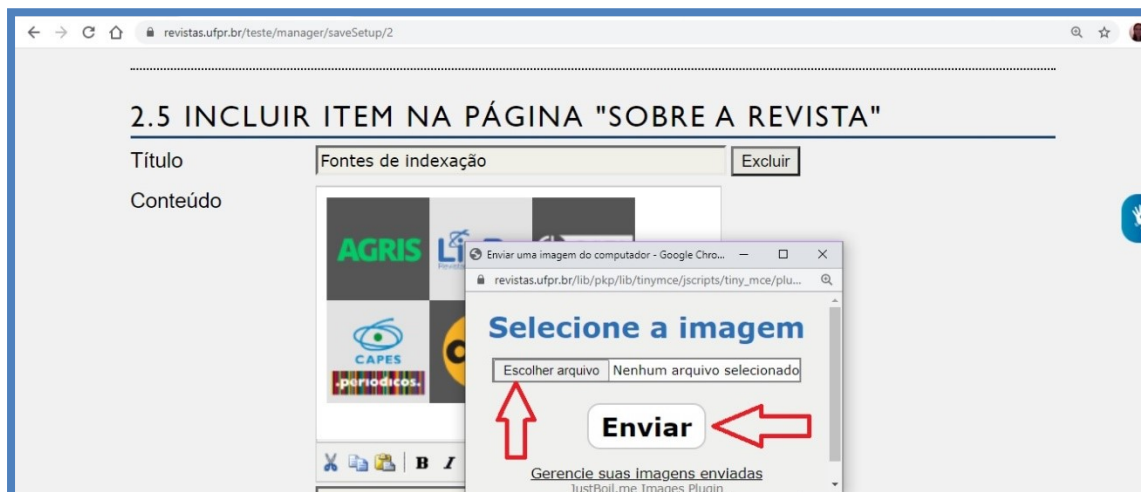 revistas.ufpr.br/teste/manager/saveSetup/2
2.5 INCLUIR ITEM NA PÁGINA "SOBRE A REVISTA"
Título
Fontes de indexação
Excluir
Conteúdo
AGRIS
CAPES
.periodicos.
Enviar uma imagem do computador - Google Chro...
revistas.ufpr.br/lib/pkp/lib/tinymce/jscripts/tiny_mce/plu...
Selecione a imagem
Escolher arquivo Nenhum arquivo selecionado
Enviar
B I
Gerencie suas imagens enviadas
JustBoil.me Images Plugin